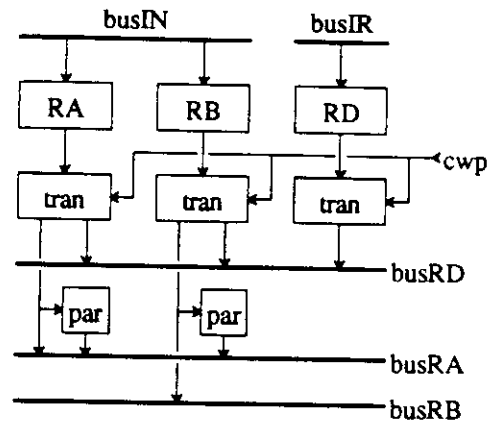 busIN busIR
RA RB RD
cwp
tran tran tran
busRD
par par
busRA
busRB